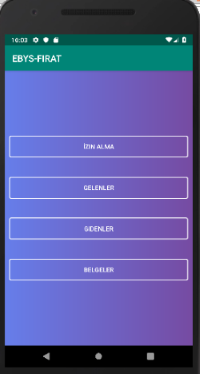 16:03
EBYS-FIRAT
İZİN ALMA
GELENLER
GİDENLER
BELGELER